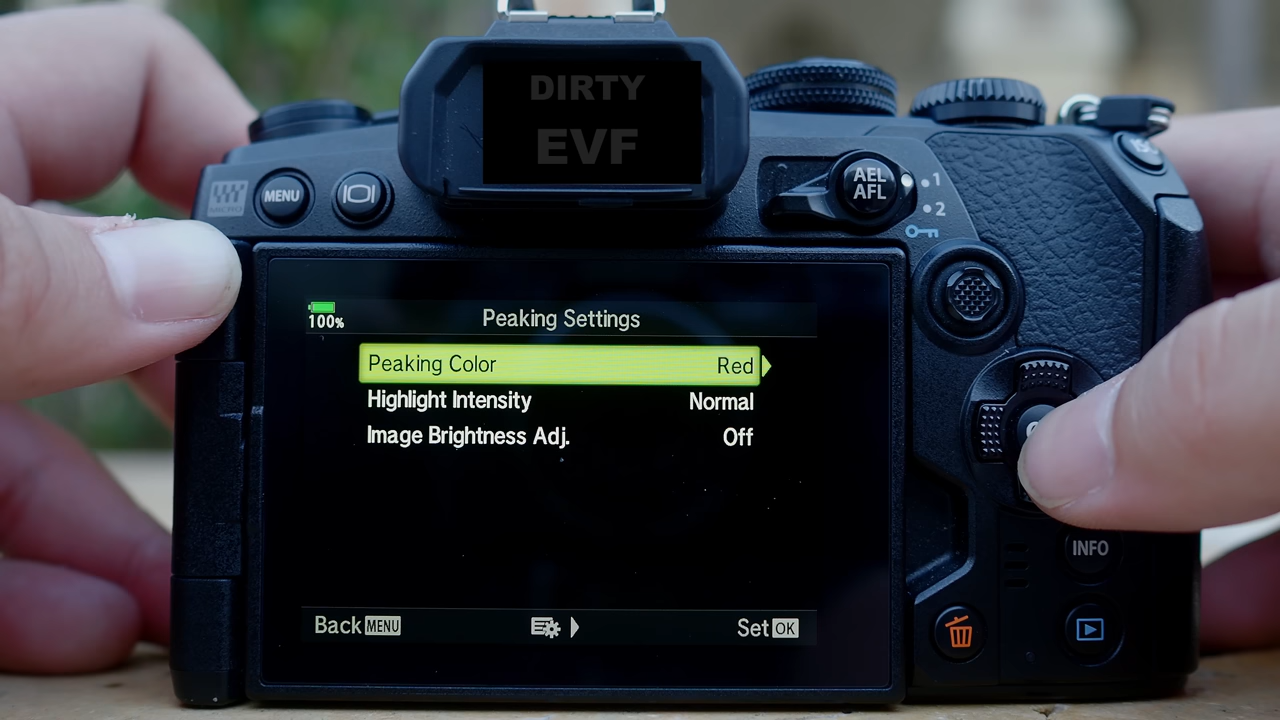 DIRTY
EVF
MENU
AEL
AFL
1
2
MICRO
100%
Peaking Settings
Peaking Color Red
Highlight Intensity Normal
Image Brightness Adj. Off
Back MENU
Set OK
INFO